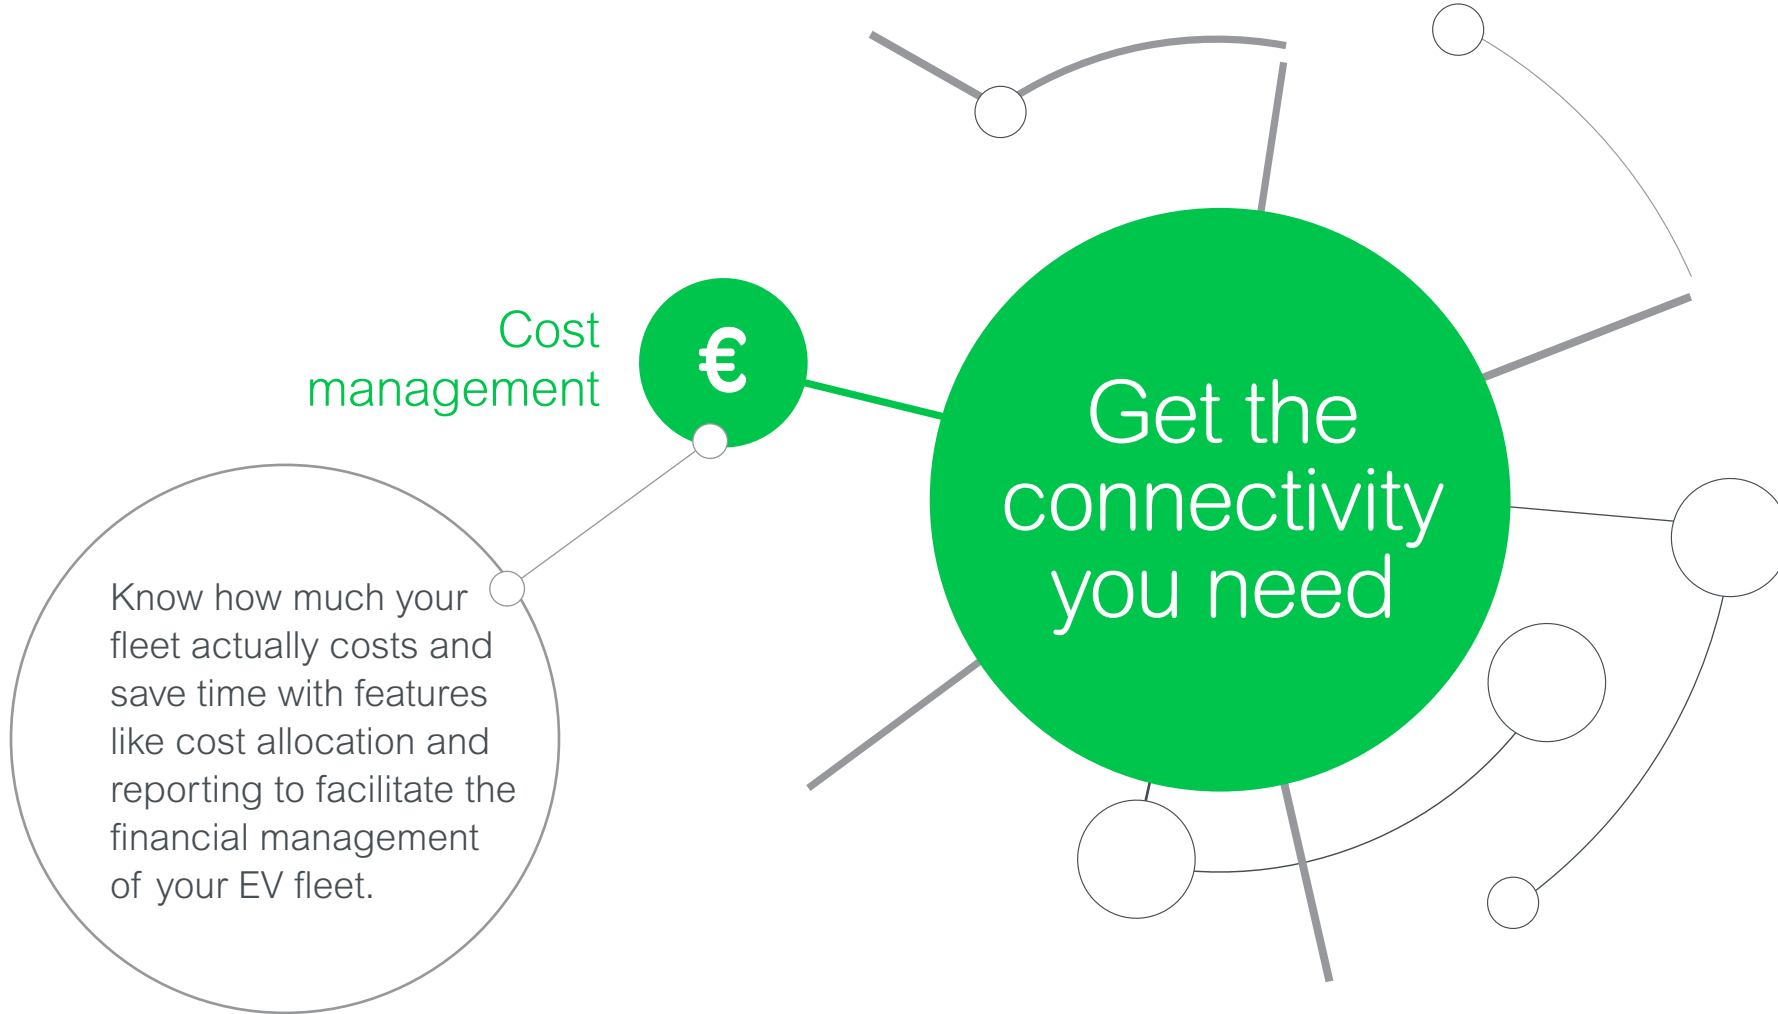 Cost
management
€
Get the
connectivity
you need
Know how much your
fleet actually costs and
save time with features
like cost allocation and
reporting to facilitate the
financial management
of your EV fleet.